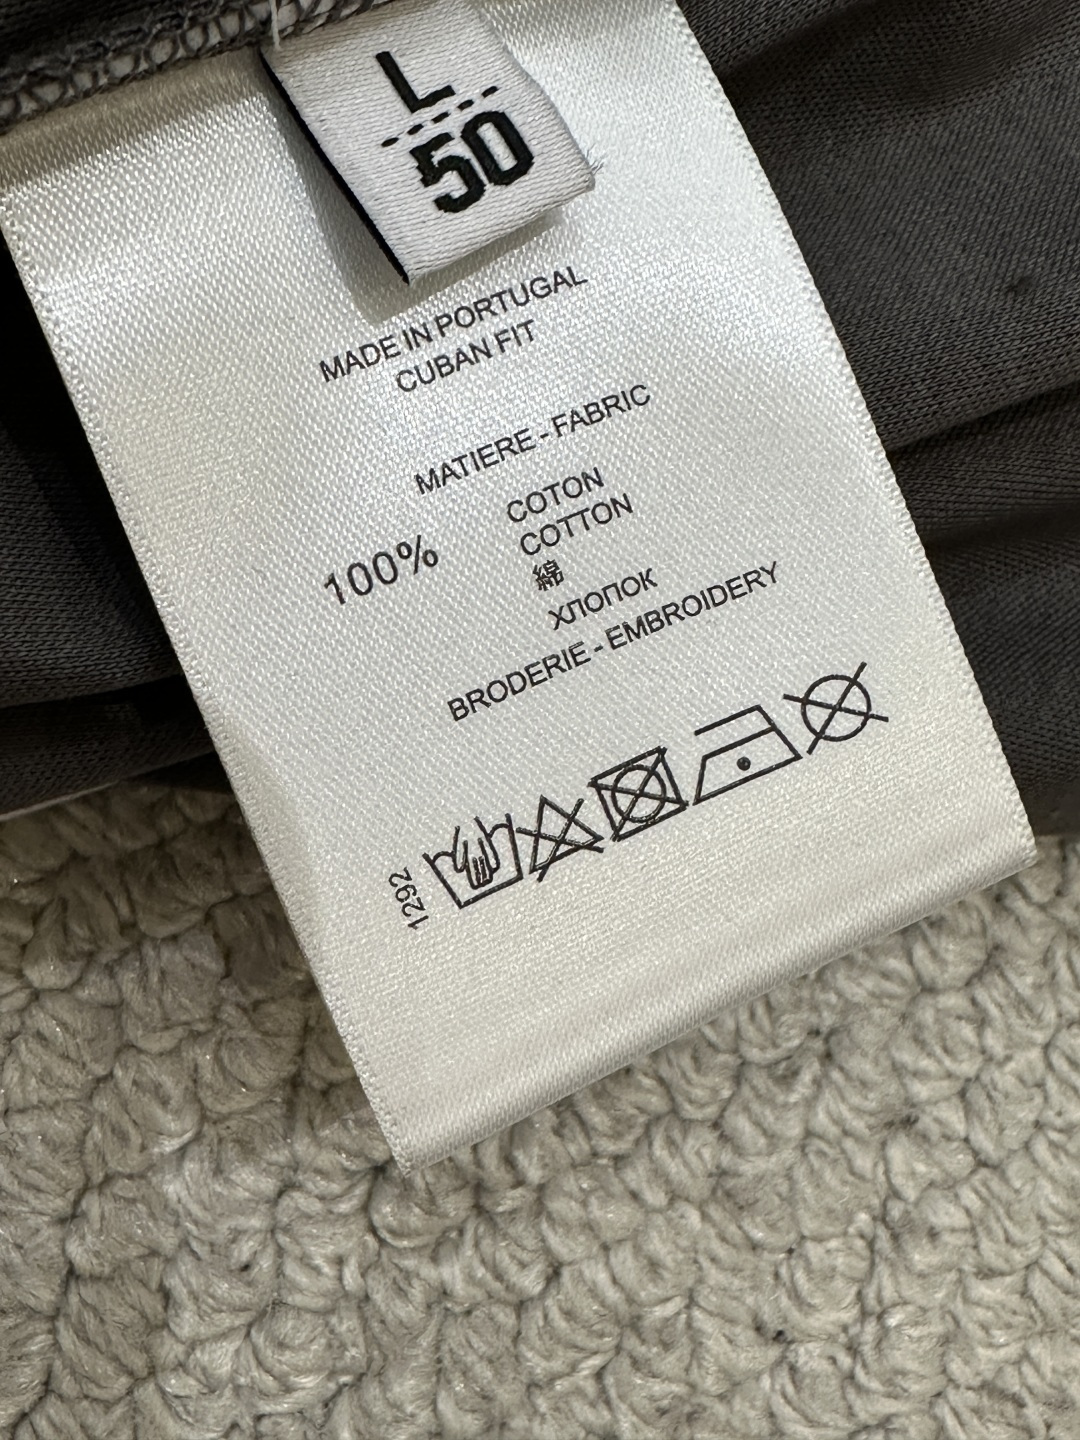 L
50
MADE IN PORTUGAL
CUBAN FIT
MATIERE - FABRIC
100%
COTON
COTTON
綿
ХЛОПОК
BRODERIE - EMBROIDERY
1292